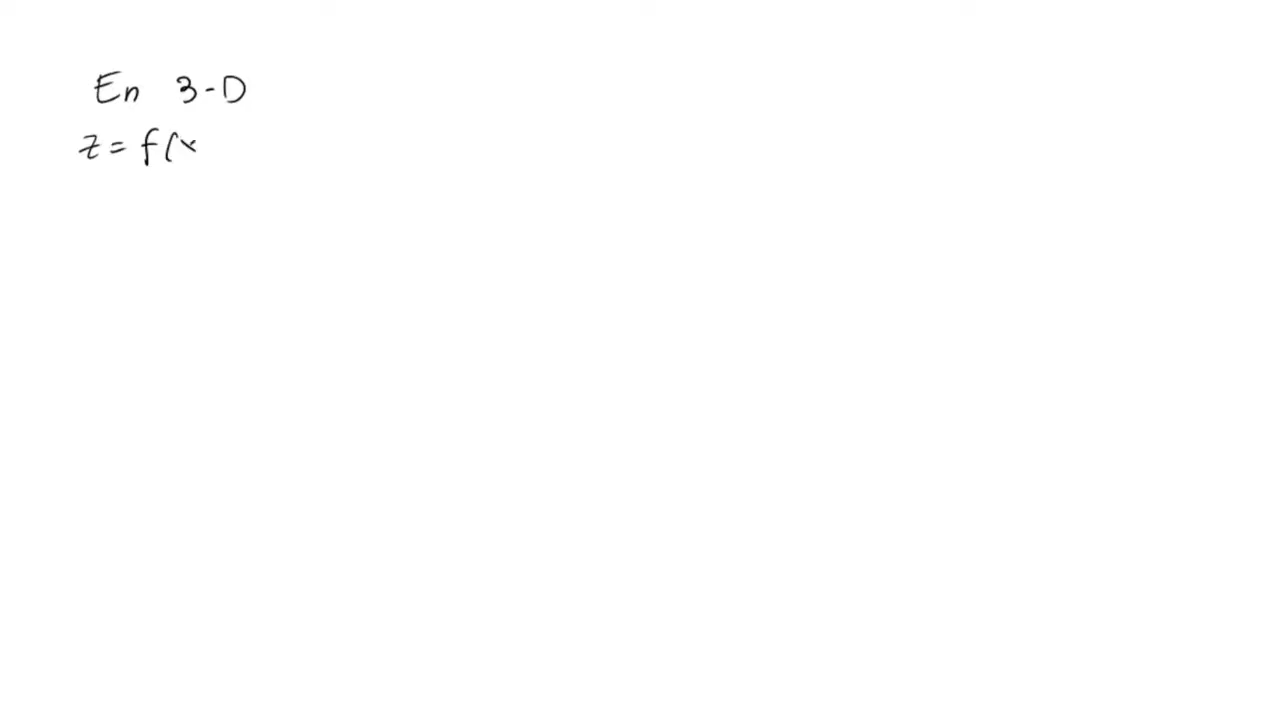 En 3-D
z = f(x